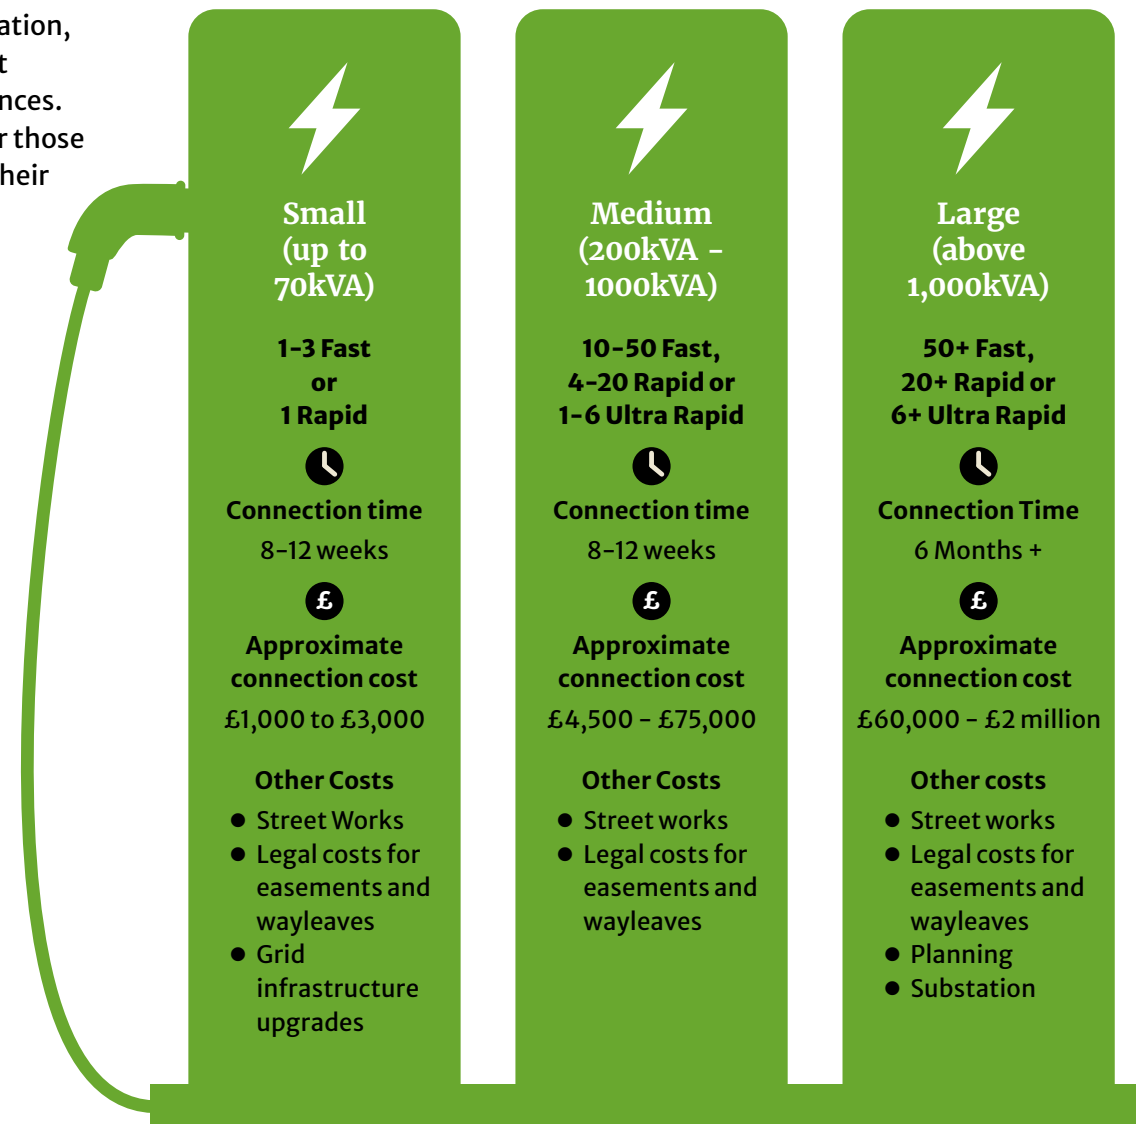 ation,
t
nces.
r those
heir
Small
(up to
70kVA)
1-3 Fast
or
1 Rapid
Connection time
8-12 weeks
£
Approximate
connection cost
£1,000 to £3,000
Other Costs
● Street Works
● Legal costs for
easements and
wayleaves
● Grid
infrastructure
upgrades
Medium
(200kVA -
1000kVA)
10-50 Fast,
4-20 Rapid or
1-6 Ultra Rapid
Connection time
8-12 weeks
£
Approximate
connection cost
£4,500 - £75,000
Other Costs
● Street works
● Legal costs for
easements and
wayleaves
Large
(above
1,000kVA)
50+ Fast,
20+ Rapid or
6+ Ultra Rapid
Connection Time
6 Months +
£
Approximate
connection cost
£60,000 - £2 million
Other costs
● Street works
● Legal costs for
easements and
wayleaves
● Planning
● Substation